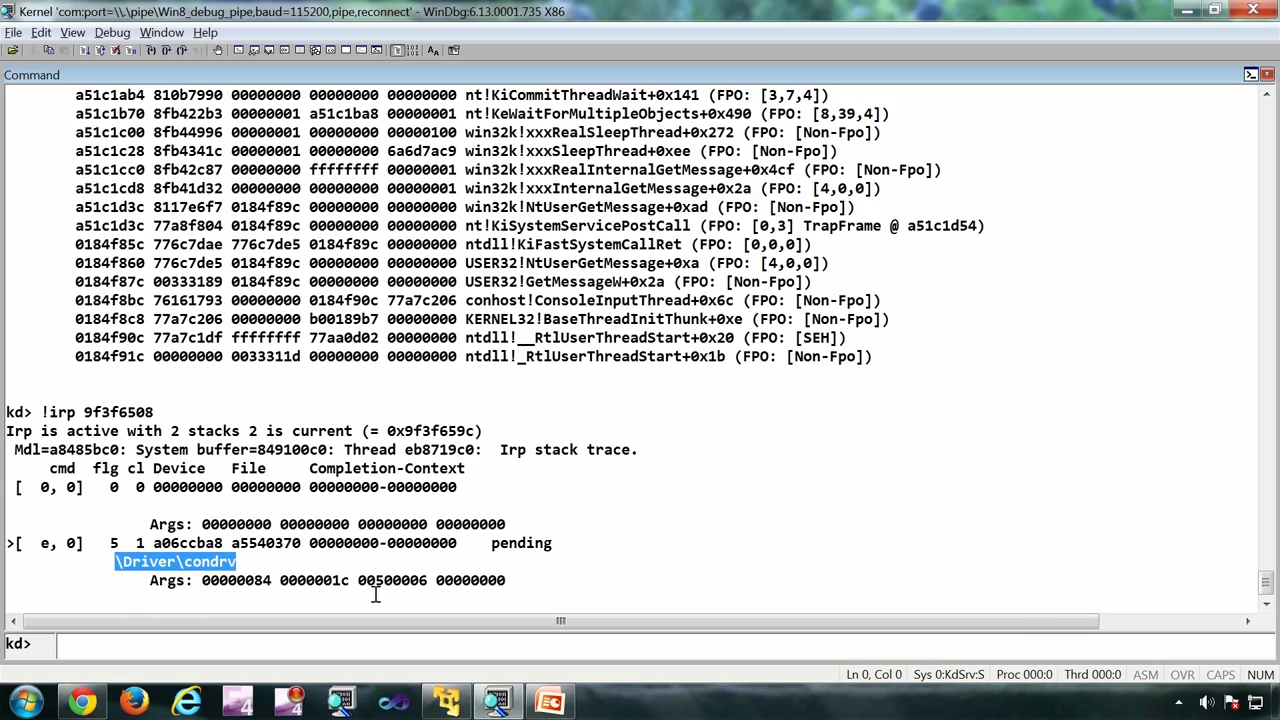 Kernel 'com:port=\\.\pipe\Win8_debug_pipe,baud=115200,pipe,reconnect' - WinDbg:6.13.0001.735 X86
File Edit View Debug Window Help
Command
a51c1ab4 810b7990 00000000 00000000 00000000 nt!KiCommitThreadWait+0x141 (FPO: [3,7,4])
a51c1b70 8fb422b3 00000001 a51c1ba8 00000001 nt!KeWaitForMultipleObjects+0x490 (FPO: [8,39,4])
a51c1c00 8fb44996 00000000 00000000 00000100 win32k!xxxRealSleepThread+0x272 (FPO: [Non-Fpo])
a51c1c28 8fb4341c 00000001 00000000 6a6d7ac9 win32k!xxxSleepThread+0xee (FPO: [Non-Fpo])
a51c1cc0 8fb42c87 00000000 ffffffff 00000001 win32k!xxxRealInternalGetMessage+0x4cf (FPO: [Non-Fpo])
a51c1cd8 8fb41d32 00000000 00000000 00000001 win32k!xxxInternalGetMessage+0x2a (FPO: [4,0,0])
a51c1d3c 8117e6f7 0184f89c 00000000 00000000 win32k!NtUserGetMessage+0xad (FPO: [Non-Fpo])
a51c1d3c 77a8f804 0184f89c 00000000 00000000 nt!KiSystemServicePostCall (FPO: [0,3] TrapFrame @ a51c1d54)
0184f85c 776c7dae 776c7de5 0184f89c 00000000 ntdll!KiFastSystemCallRet (FPO: [0,0,0])
0184f860 776c7de5 0184f89c 00000000 00000000 USER32!NtUserGetMessage+0xa (FPO: [4,0,0])
0184f87c 00333189 0184f89c 00000000 00000000 USER32!GetMessageW+0x2a (FPO: [Non-Fpo])
0184f8bc 76161793 00000000 0184f90c 77a7c206 conhost!ConsoleInputThread+0x6c (FPO: [Non-Fpo])
0184f8c8 77a7c206 00000000 b00189b7 00000000 KERNEL32!BaseThreadInitThunk+0xe (FPO: [Non-Fpo])
0184f90c 77a7c1df ffffffff 77aa0d02 00000000 ntdll!__RtlUserThreadStart+0x20 (FPO: [SEH])
0184f91c 00000000 0033311d 00000000 00000000 ntdll!_RtlUserThreadStart+0x1b (FPO: [Non-Fpo])
kd> !irp 9f3f6508
Irp is active with 2 stacks 2 is current (= 0x9f3f659c)
Mdl=a8485bc0: System buffer=849100c0: Thread eb8719c0: Irp stack trace.
cmd flg cl Device File Completion-Context
[ 0, 0] 0 0 00000000 00000000 00000000-00000000
Args: 00000000 00000000 00000000 00000000
>[ e, 0] 5 1 a06ccba8 a5540370 00000000-00000000 pending
\Driver\condrv
Args: 00000084 0000001c 00500006 00000000
kd>
Ln 0, Col 0 Sys 0:KdSrv:S Proc 000:0 Thrd 000:0 ASM OVR CAPS NUM